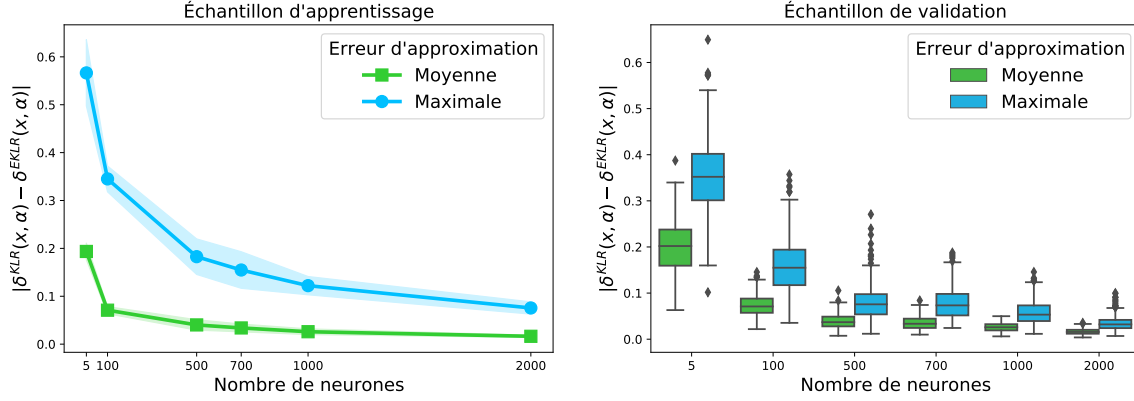 Échantillon d'apprentissage
|δ^{KLR}(x, α) − δ^{EKLR}(x, α)|
0.6
0.5
0.4
0.3
0.2
0.1
0.0
Erreur d'approximation
Moyenne
Maximale
5 100 500 700 1000 2000
Nombre de neurones
Échantillon de validation
|δ^{KLR}(x, α) − δ^{EKLR}(x, α)|
0.6
0.5
0.4
0.3
0.2
0.1
0.0
Erreur d'approximation
Moyenne
Maximale
5 100 500 700 1000 2000
Nombre de neurones